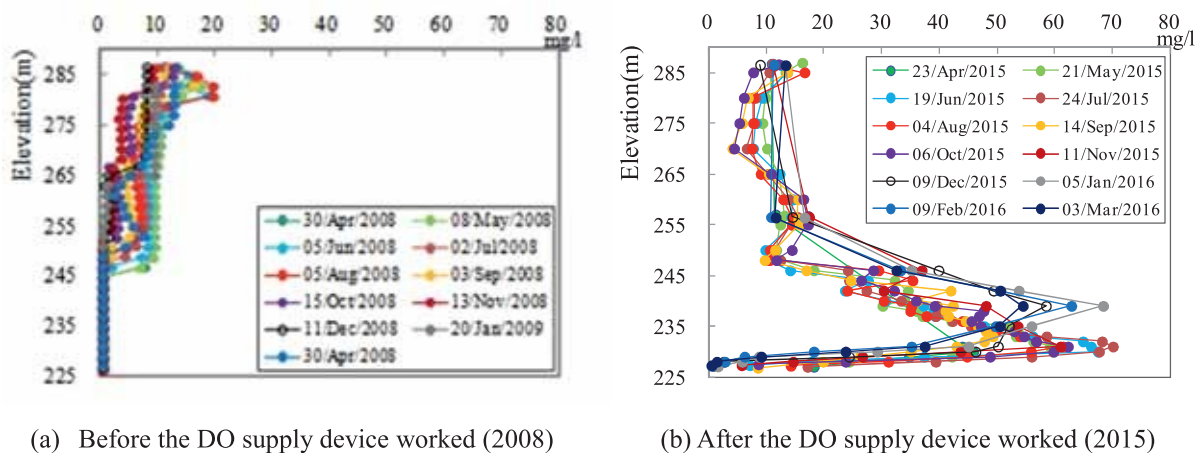 0 10 20 30 40 50 60 70 80
mg/l
Elevation(m)
285
275
265
255
245
235
225
30/Apr/2008 08/May/2008
05/Jun/2008 02/Jul/2008
05/Aug/2008 03/Sep/2008
15/Oct/2008 13/Nov/2008
11/Dec/2008 20/Jan/2009
30/Apr/2008
(a) Before the DO supply device worked (2008)
0 10 20 30 40 50 60 70 80
mg/l
Elevation(m)
285
275
265
255
245
235
225
23/Apr/2015 21/May/2015
19/Jun/2015 24/Jul/2015
04/Aug/2015 14/Sep/2015
06/Oct/2015 11/Nov/2015
09/Dec/2015 05/Jan/2016
09/Feb/2016 03/Mar/2016
(b) After the DO supply device worked (2015)